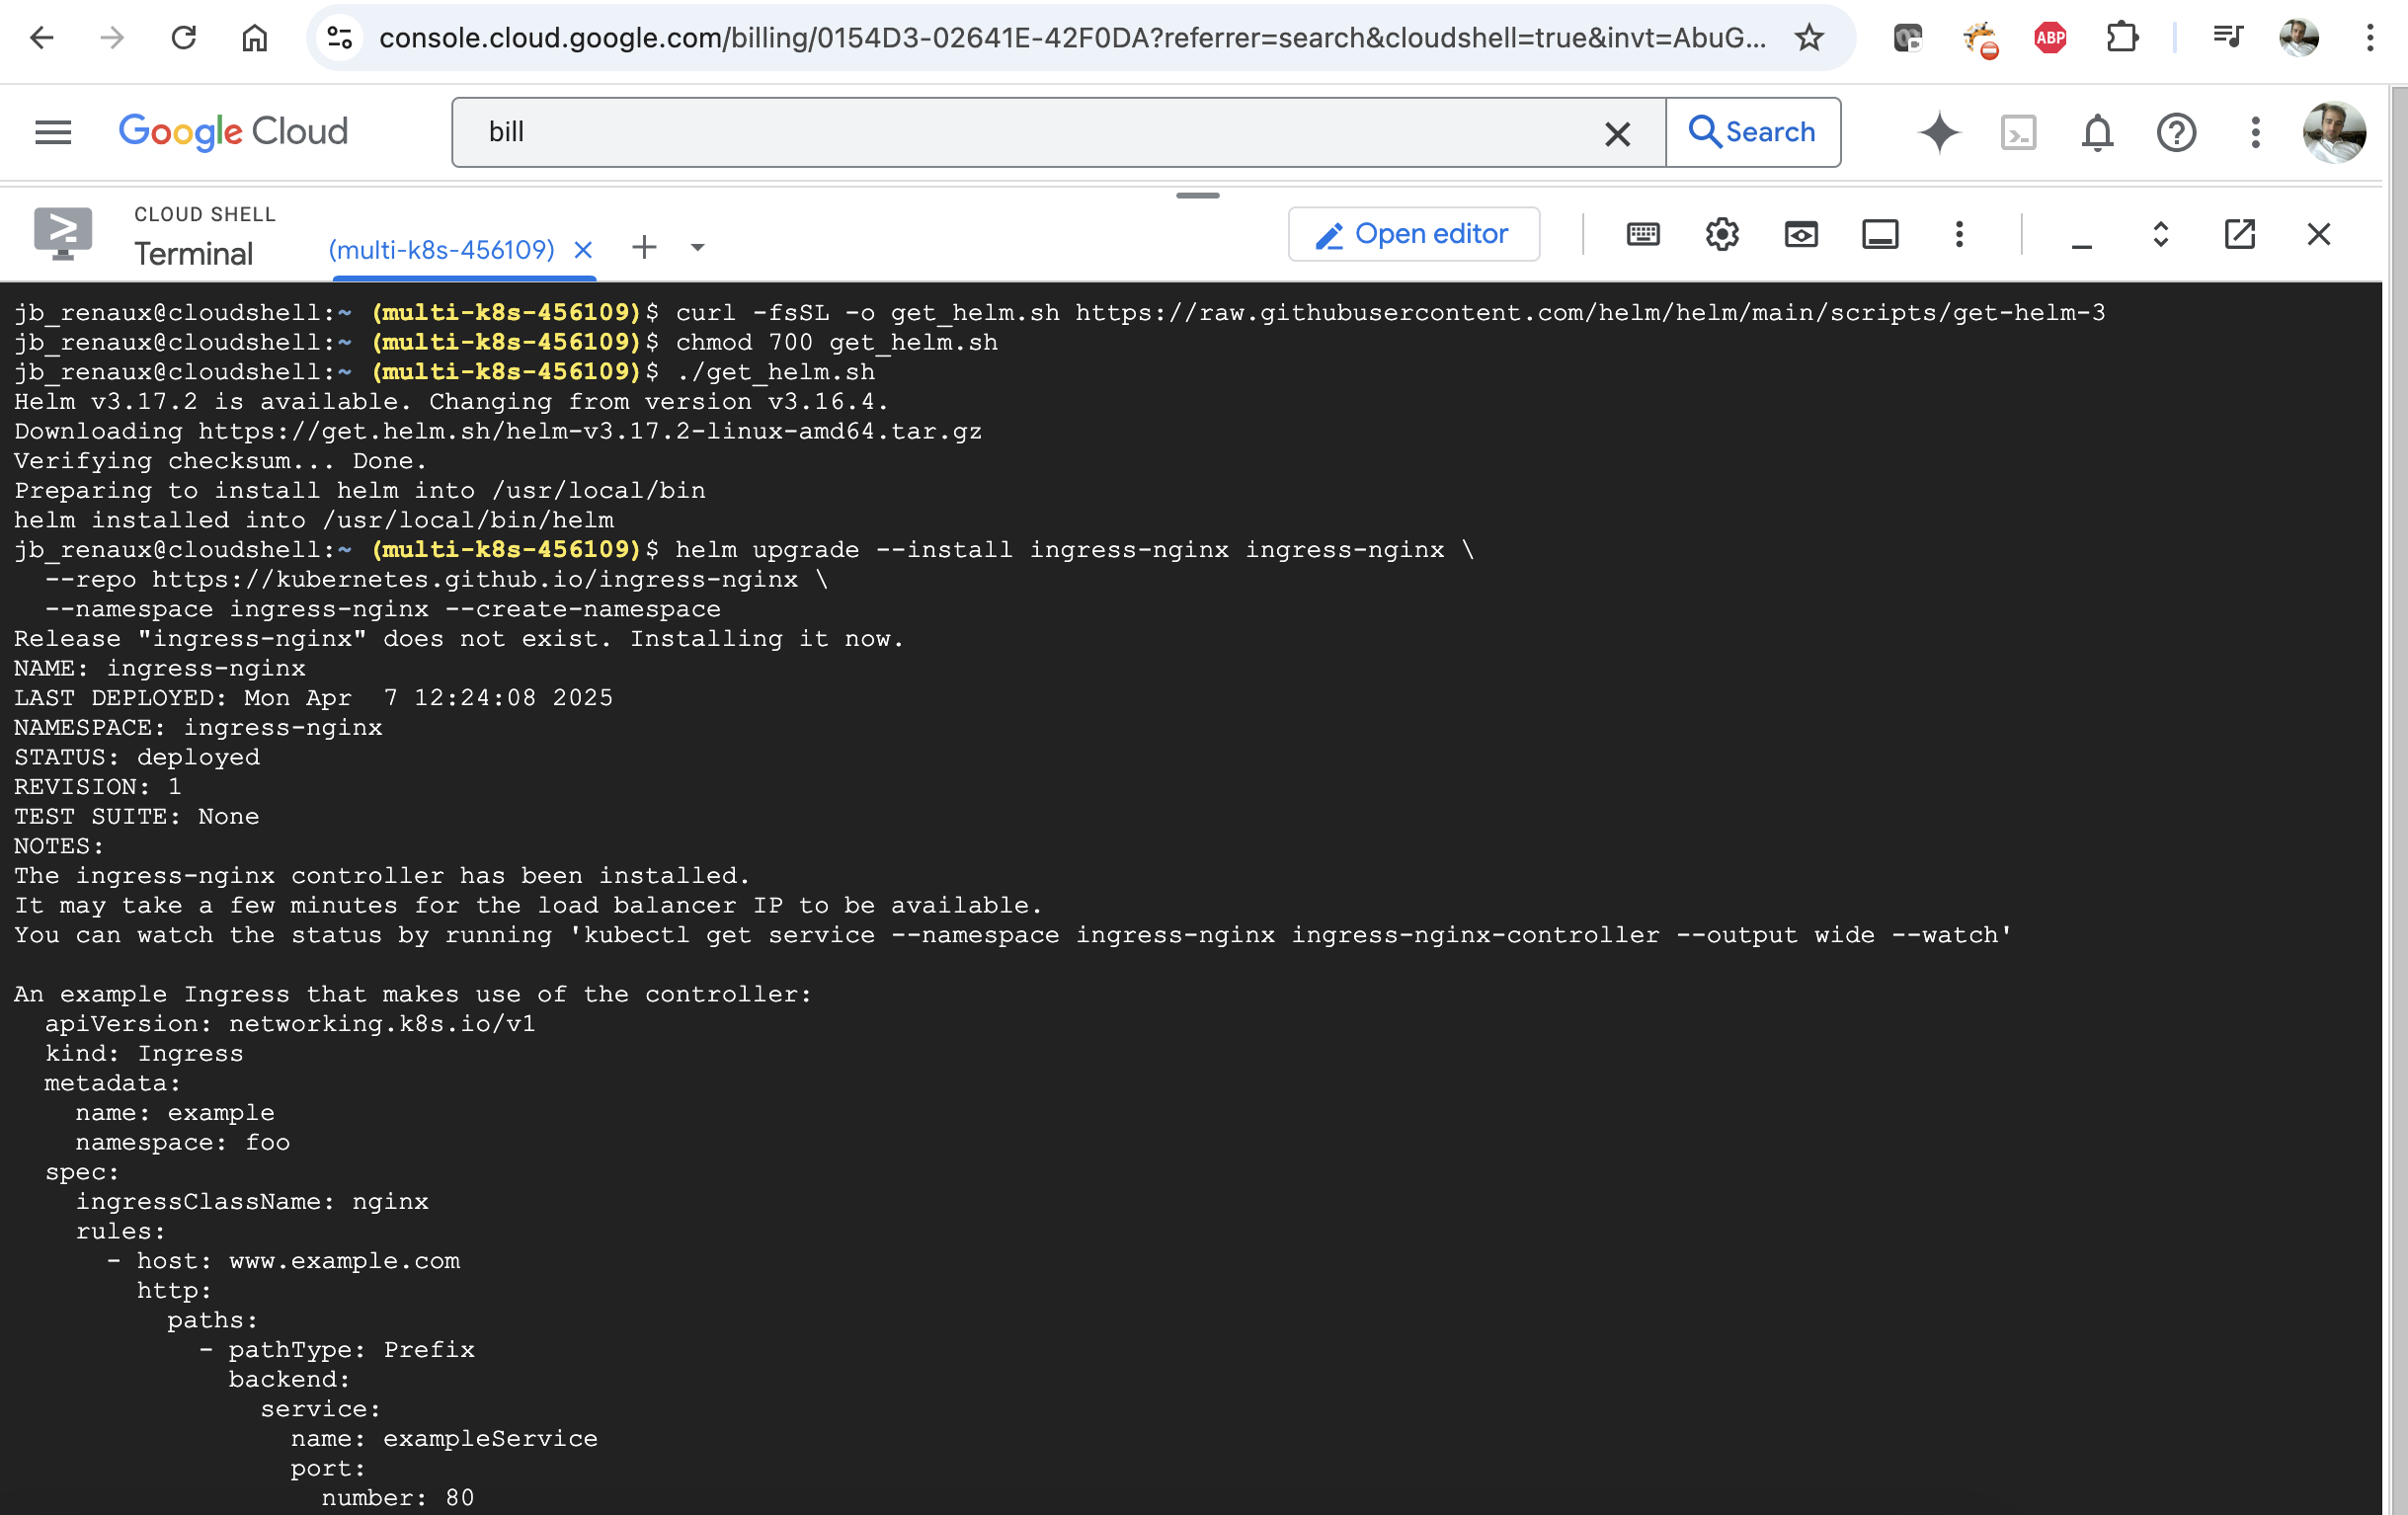 console.cloud.google.com/billing/0154D3-02641E-42F0DA?referrer=search&cloudshell=true&invt=AbuG...
ABP
Google Cloud
bill
Search
CLOUD SHELL
Terminal
(multi-k8s-456109)
Open editor
jb_renaux@cloudshell:~ (multi-k8s-456109)$ curl -fsSL -o get_helm.sh https://raw.githubusercontent.com/helm/helm/main/scripts/get-helm-3
jb_renaux@cloudshell:~ (multi-k8s-456109)$ chmod 700 get_helm.sh
jb_renaux@cloudshell:~ (multi-k8s-456109)$ ./get_helm.sh
Helm v3.17.2 is available. Changing from version v3.16.4.
Downloading https://get.helm.sh/helm-v3.17.2-linux-amd64.tar.gz
Verifying checksum... Done.
Preparing to install helm into /usr/local/bin
helm installed into /usr/local/bin/helm
jb_renaux@cloudshell:~ (multi-k8s-456109)$ helm upgrade --install ingress-nginx ingress-nginx \
  --repo https://kubernetes.github.io/ingress-nginx \
  --namespace ingress-nginx --create-namespace
Release "ingress-nginx" does not exist. Installing it now.
NAME: ingress-nginx
LAST DEPLOYED: Mon Apr  7 12:24:08 2025
NAMESPACE: ingress-nginx
STATUS: deployed
REVISION: 1
TEST SUITE: None
NOTES:
The ingress-nginx controller has been installed.
It may take a few minutes for the load balancer IP to be available.
You can watch the status by running 'kubectl get service --namespace ingress-nginx ingress-nginx-controller --output wide --watch'
An example Ingress that makes use of the controller:
  apiVersion: networking.k8s.io/v1
  kind: Ingress
  metadata:
    name: example
    namespace: foo
  spec:
    ingressClassName: nginx
    rules:
      - host: www.example.com
        http:
          paths:
            - pathType: Prefix
              backend:
                service:
                  name: exampleService
                  port:
                    number: 80